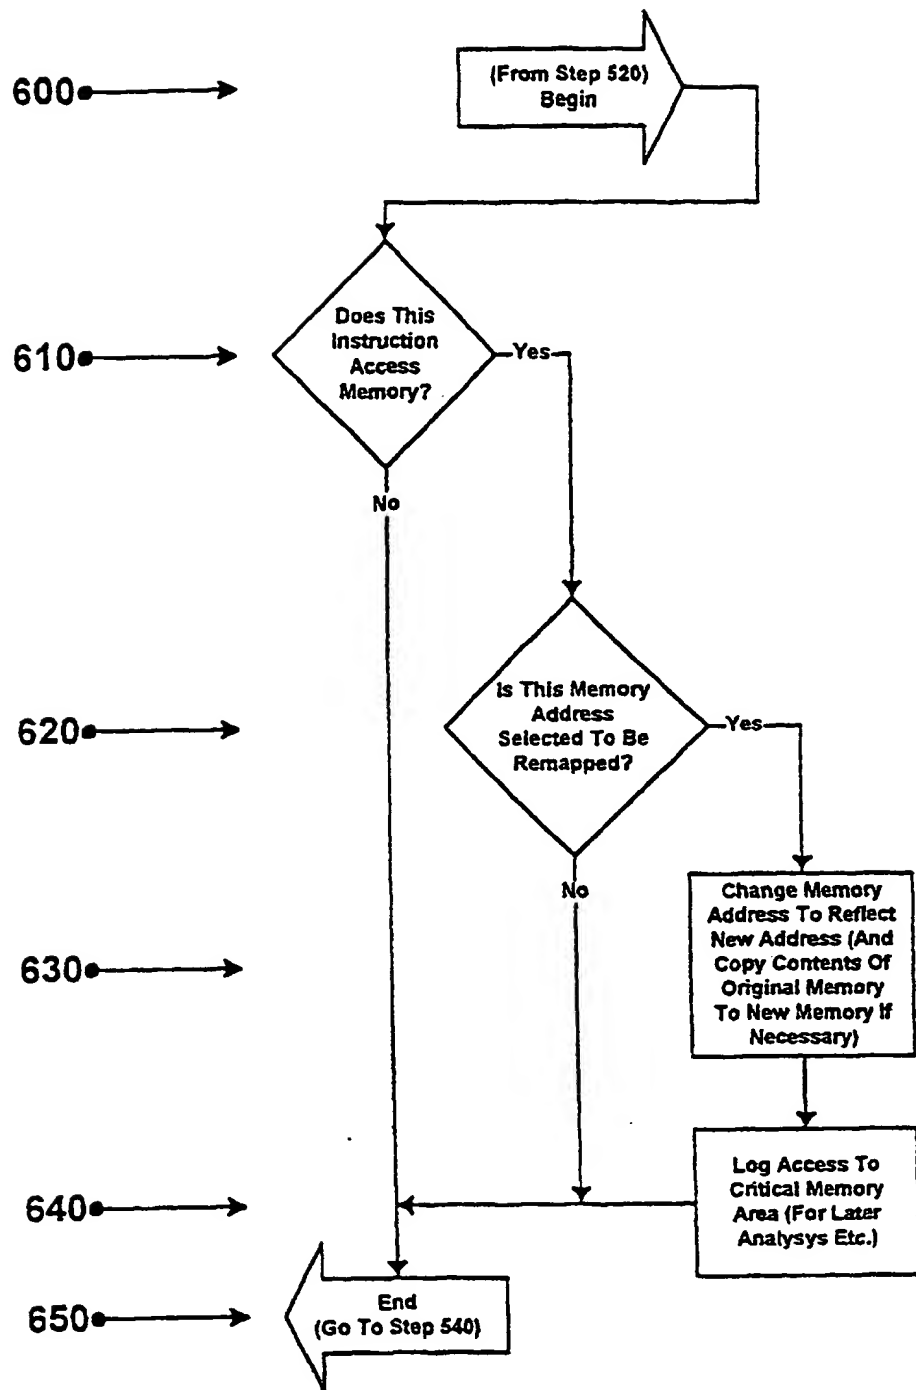 600
(From Step 520)
Begin
610
Does This
Instruction
Access
Memory?
Yes
No
620
Is This Memory
Address
Selected To Be
Remapped?
Yes
No
630
Change Memory
Address To Reflect
New Address (And
Copy Contents Of
Original Memory
To New Memory If
Necessary)
640
Log Access To
Critical Memory
Area (For Later
Analysys Etc.)
650
End
(Go To Step 540)